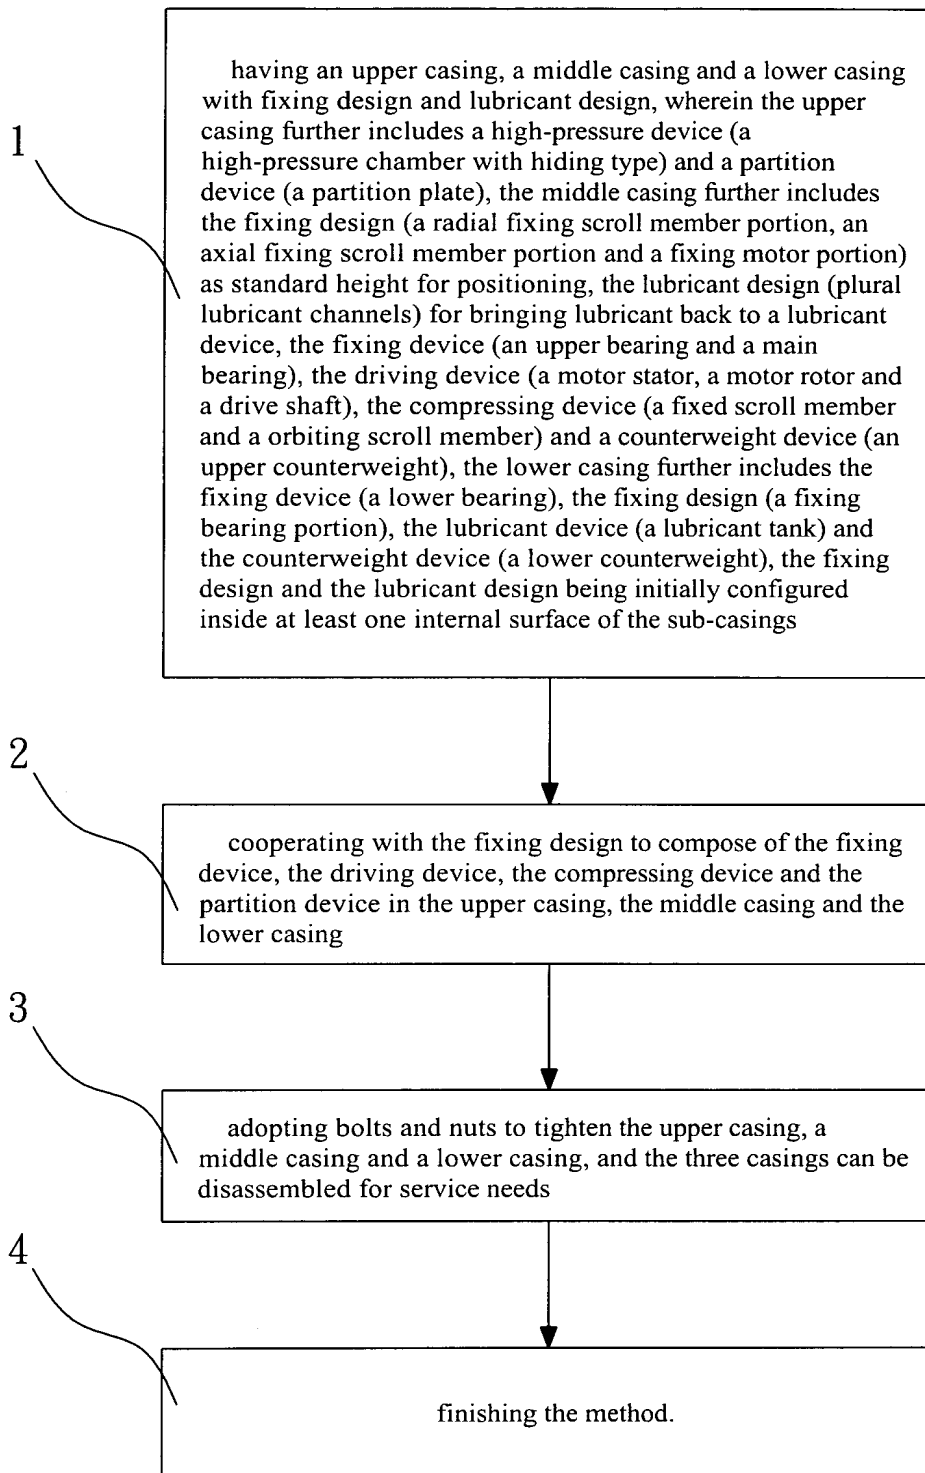 1
having an upper casing, a middle casing and a lower casing
with fixing design and lubricant design, wherein the upper
casing further includes a high-pressure device (a
high-pressure chamber with hiding type) and a partition
device (a partition plate), the middle casing further includes
the fixing design (a radial fixing scroll member portion, an
axial fixing scroll member portion and a fixing motor portion)
as standard height for positioning, the lubricant design (plural
lubricant channels) for bringing lubricant back to a lubricant
device, the fixing device (an upper bearing and a main
bearing), the driving device (a motor stator, a motor rotor and
a drive shaft), the compressing device (a fixed scroll member
and a orbiting scroll member) and a counterweight device (an
upper counterweight), the lower casing further includes the
fixing device (a lower bearing), the fixing design (a fixing
bearing portion), the lubricant device (a lubricant tank) and
the counterweight device (a lower counterweight), the fixing
design and the lubricant design being initially configured
inside at least one internal surface of the sub-casings
2
cooperating with the fixing design to compose of the fixing
device, the driving device, the compressing device and the
partition device in the upper casing, the middle casing and the
lower casing
3
adopting bolts and nuts to tighten the upper casing, a
middle casing and a lower casing, and the three casings can be
disassembled for service needs
4
finishing the method.